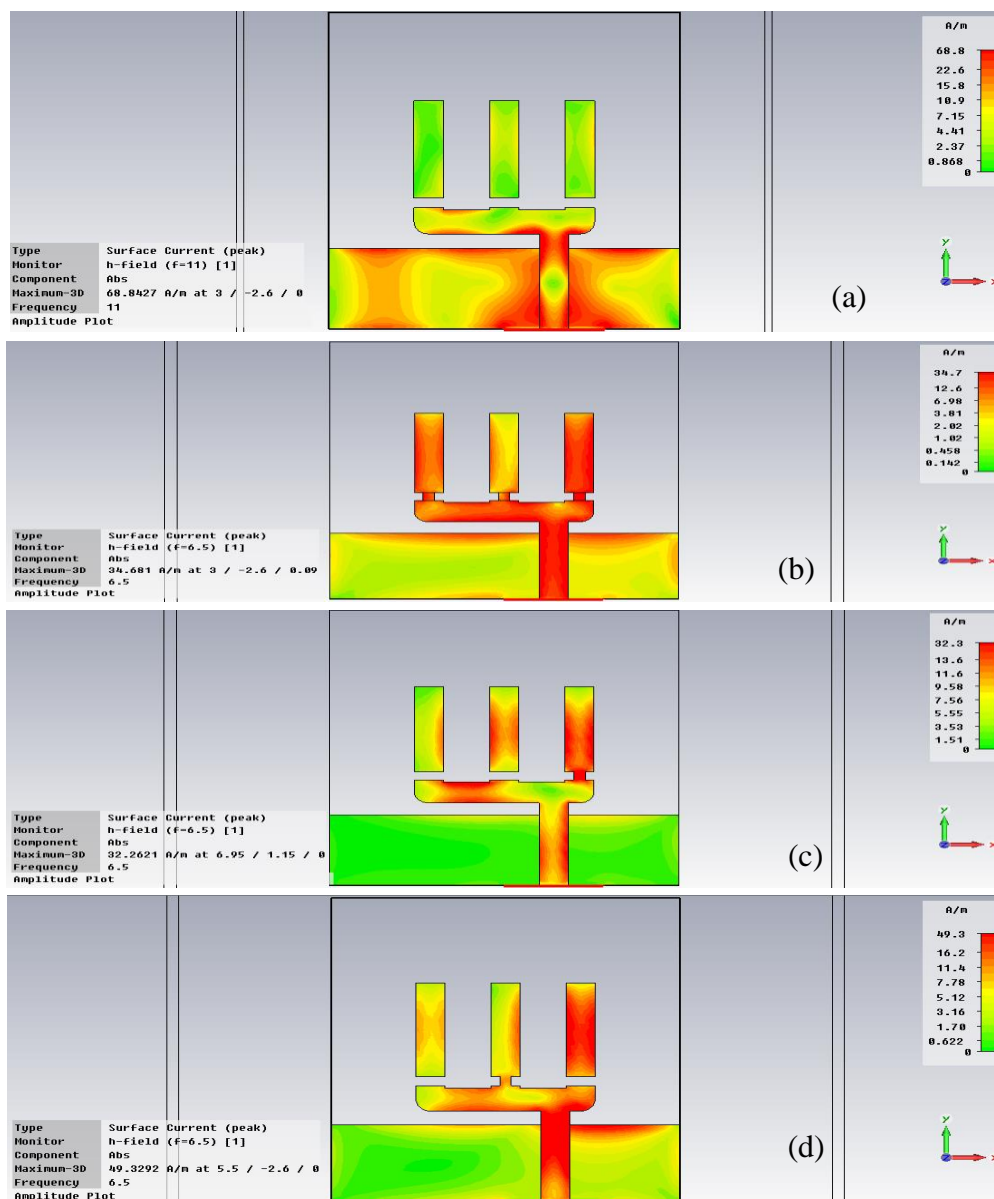 A/m
68.8
22.6
15.8
10.9
7.15
4.41
2.37
0.868
0
Type Surface Current (peak)
Monitor h-field (f=11) [1]
Component Abs
Maximum-3D 68.8427 A/m at 3 / -2.6 / 0
Frequency 11
Amplitude Plot
y
z
x
(a)
A/m
34.7
12.6
6.98
3.81
2.02
1.02
0.458
0.142
0
Type Surface Current (peak)
Monitor h-field (f=6.5) [1]
Component Abs
Maximum-3D 34.681 A/m at 3 / -2.6 / 0.09
Frequency 6.5
Amplitude Plot
y
z
x
(b)
A/m
32.3
13.6
11.6
9.58
7.56
5.55
3.53
1.51
0
Type Surface Current (peak)
Monitor h-field (f=6.5) [1]
Component Abs
Maximum-3D 32.2621 A/m at 6.95 / 1.15 / 0
Frequency 6.5
Amplitude Plot
y
z
x
(c)
A/m
49.3
16.2
11.4
7.78
5.12
3.16
1.70
0.622
0
Type Surface Current (peak)
Monitor h-field (f=6.5) [1]
Component Abs
Maximum-3D 49.3292 A/m at 5.5 / -2.6 / 0
Frequency 6.5
Amplitude Plot
y
z
x
(d)